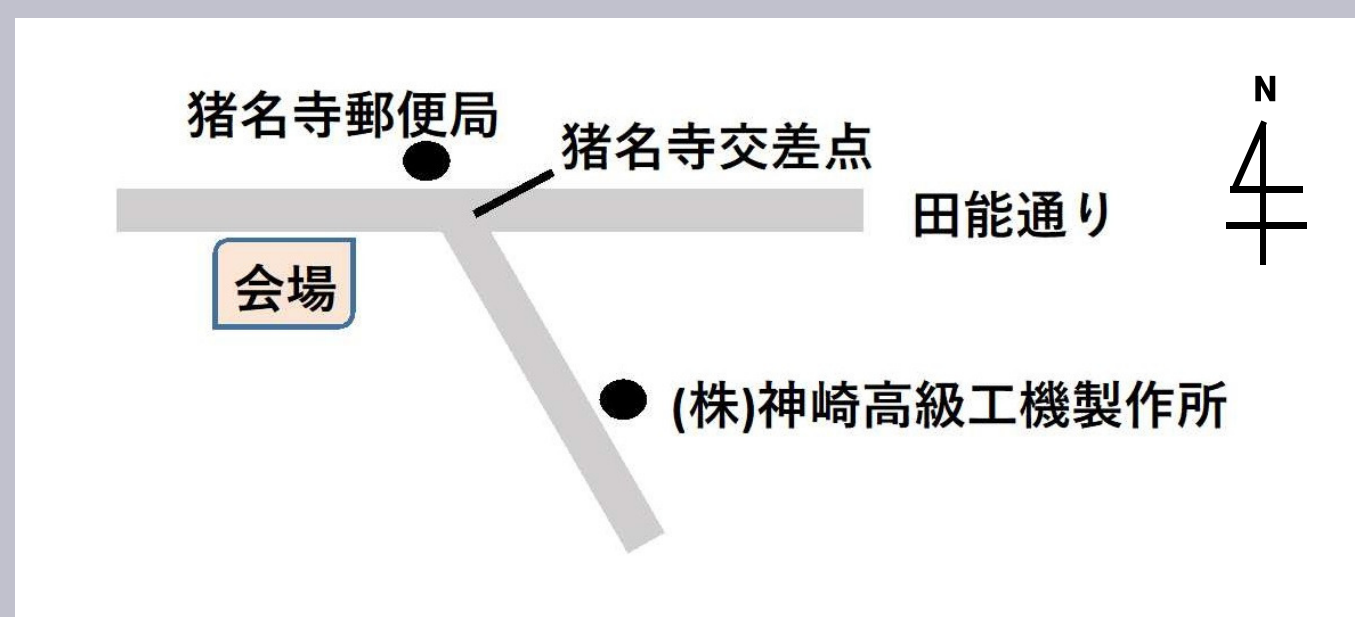 猪名寺郵便局
猪名寺交差点
N
田能通り
会場
(株)神崎高級工機製作所